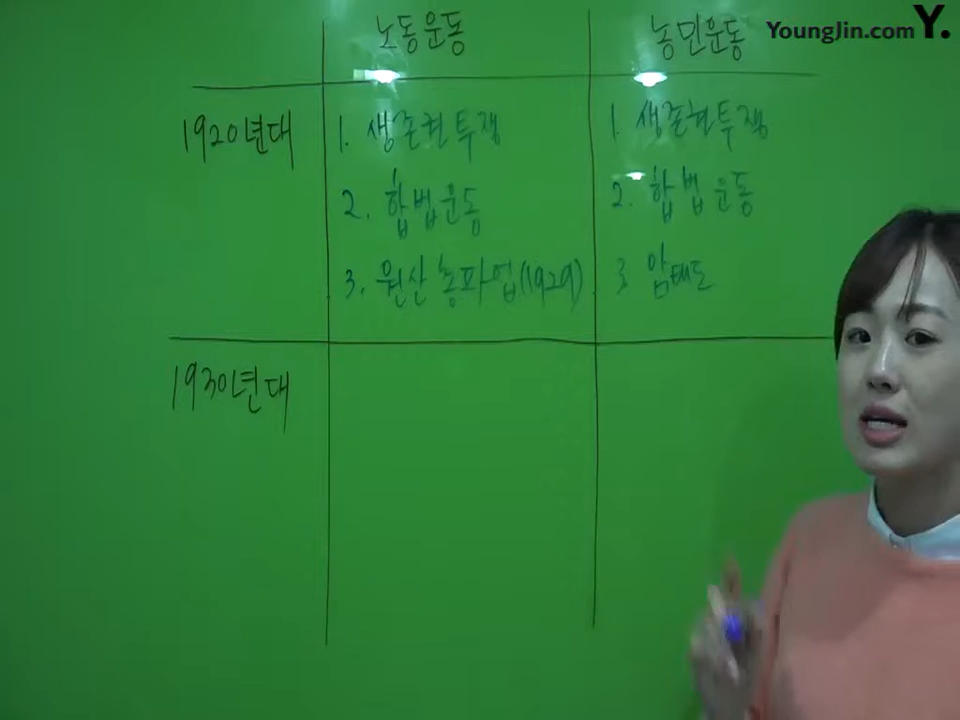 노동운동
농민운동
YoungJin.com Y.
1920년대
1. 생존권 투쟁
1. 생존권투쟁
2. 합법운동
2. 합법 운동
3. 원산 총파업(1929)
3. 암태도
1930년대